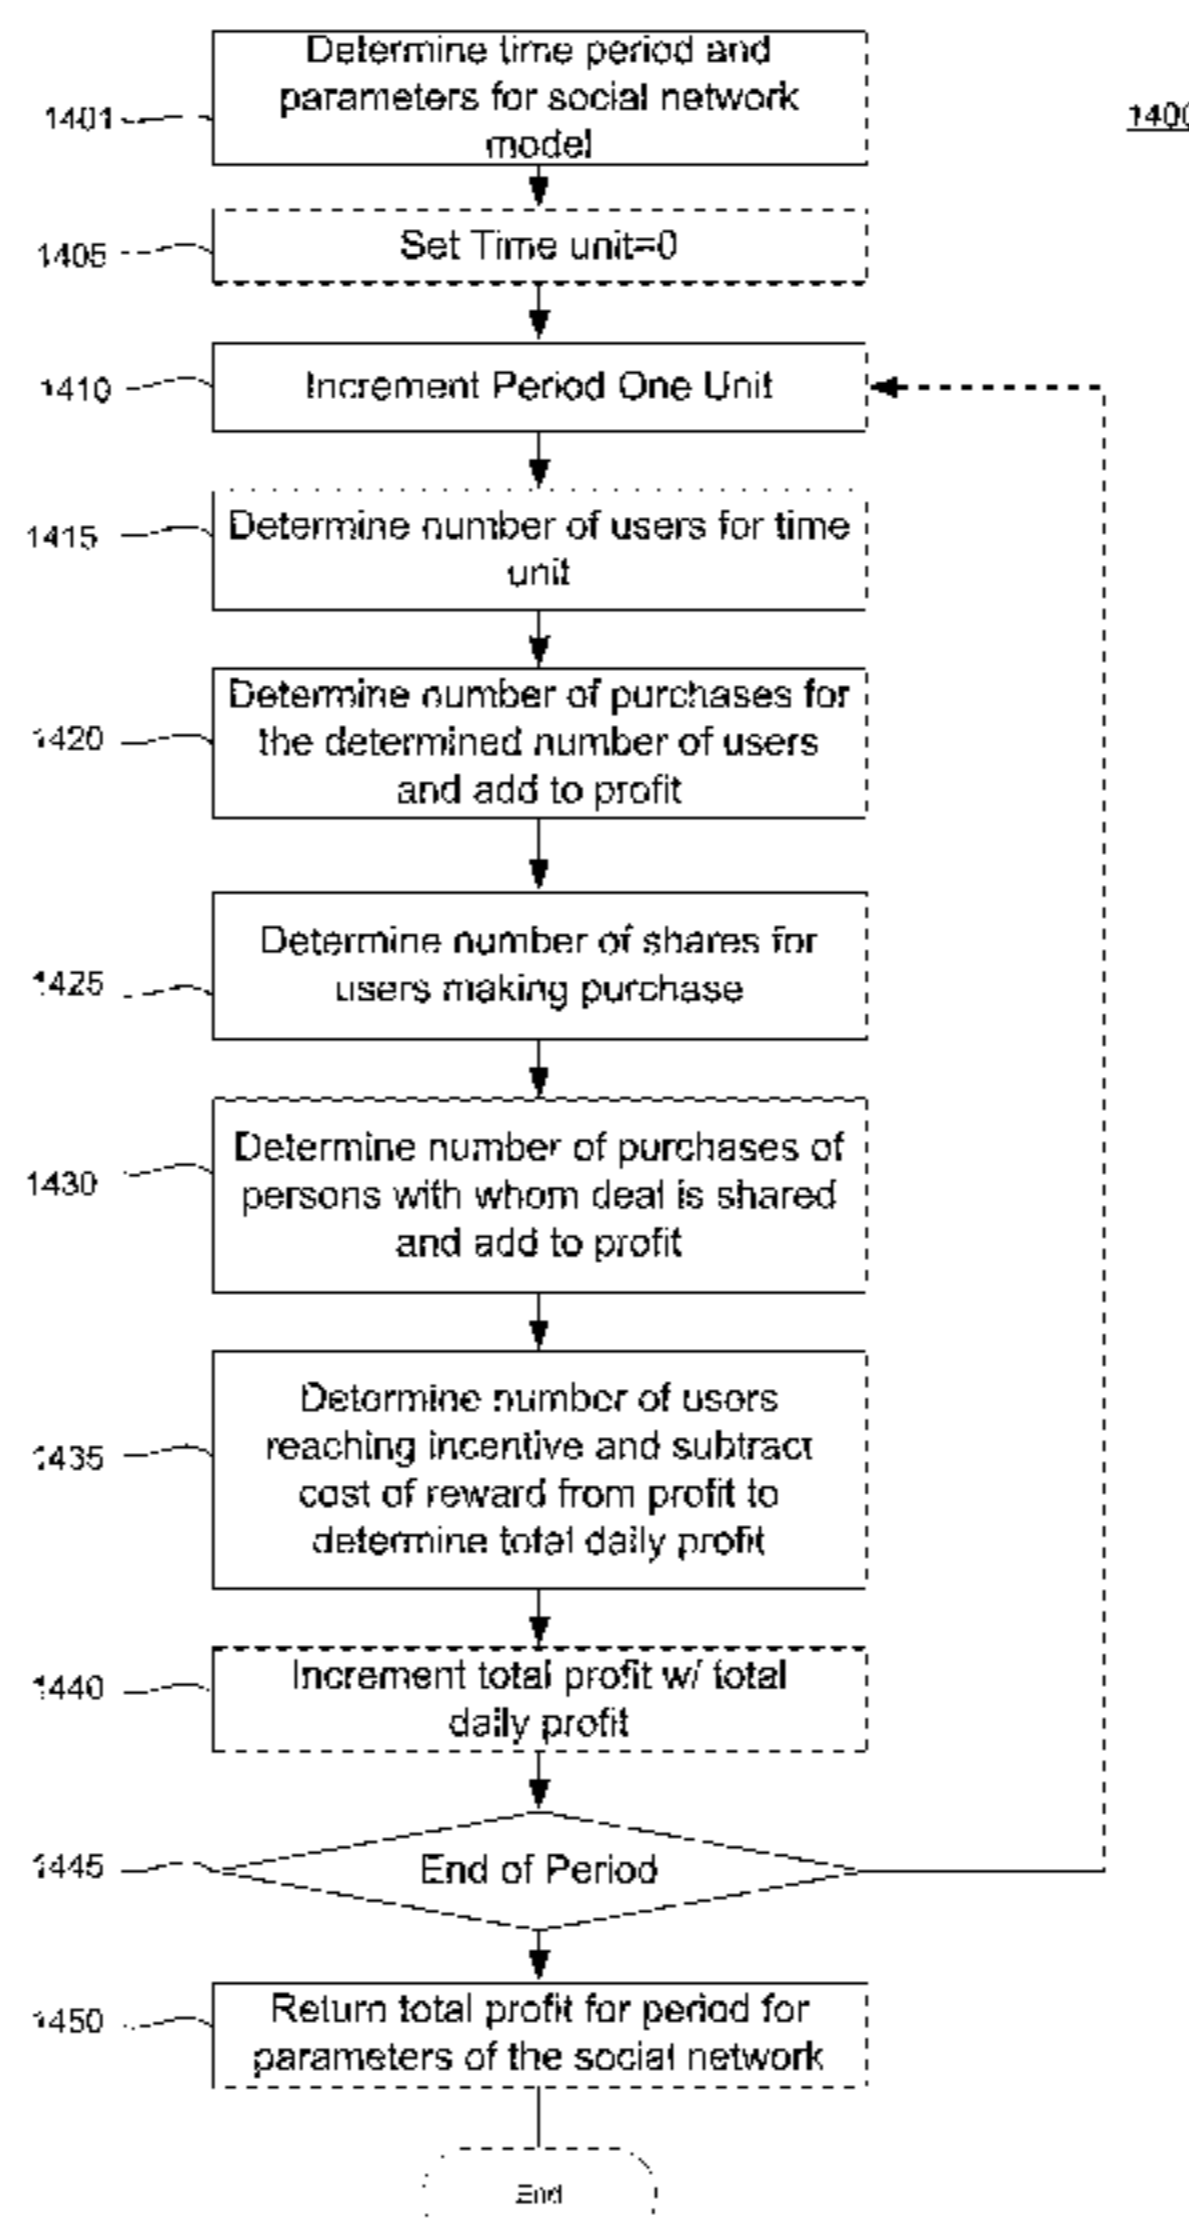 Determine time period and
parameters for social network
model
1401
1400
Set Time unit=0
1405
Increment Period One Unit
1410
Determine number of users for time
unit
1415
Determine number of purchases for
the determined number of users
and add to profit
1420
Determine number of shares for
users making purchase
1425
Determine number of purchases of
persons with whom deal is shared
and add to profit
1430
Determine number of users
reaching incentive and subtract
cost of reward from profit to
determine total daily profit
1435
Increment total profit w/ total
daily profit
1440
End of Period
1445
Return total profit for period for
parameters of the social network
1450
End